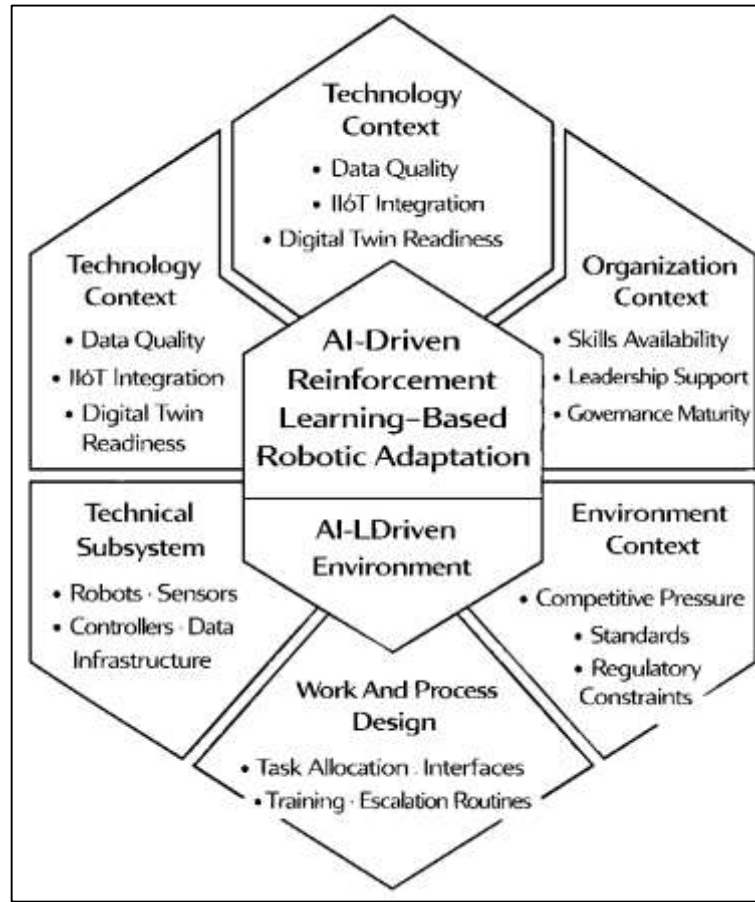 Technology
Context
• Data Quality
• IIóT Integration
• Digital Twin Readiness
Technology
Context
• Data Quality
• IIóT Integration
• Digital Twin
Readiness
Organization
Context
• Skills Availability
• Leadership Support
• Governance Maturity
AI-Driven
Reinforcement
Learning-Based
Robotic Adaptation
AI-LDriven
Environment
Technical
Subsystem
• Robots · Sensors
• Controllers · Data
Infrastructure
Environment
Context
• Competitive Pressure
• Standards
• Regulatory
Constraints
Work And Process
Design
• Task Allocation . Interfaces
• Training · Escalation Routines